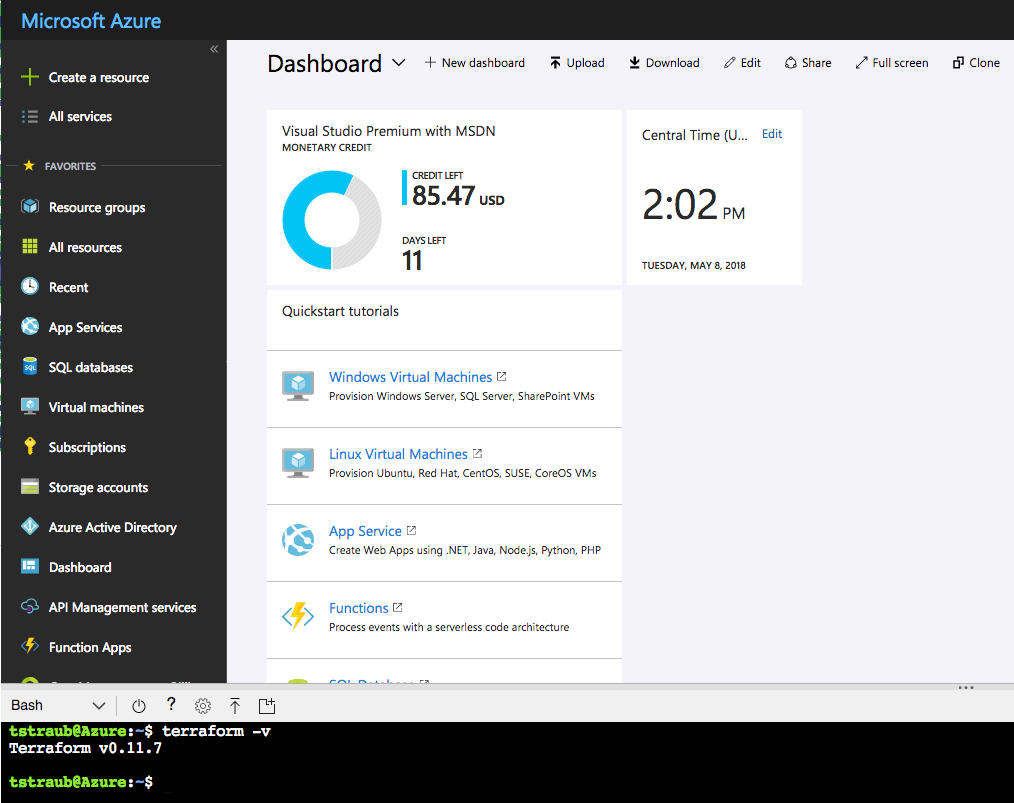 Microsoft Azure
«
Create a resource
All services
FAVORITES
Resource groups
All resources
Recent
App Services
SQL databases
Virtual machines
Subscriptions
Storage accounts
Azure Active Directory
Dashboard
API Management services
Function Apps
Dashboard
New dashboard
Upload
Download
Edit
Share
Full screen
Clone
Visual Studio Premium with MSDN
MONETARY CREDIT
CREDIT LEFT
85.47 USD
DAYS LEFT
11
Central Time (U... Edit
2:02 PM
TUESDAY, MAY 8, 2018
Quickstart tutorials
Windows Virtual Machines
Provision Windows Server, SQL Server, SharePoint VMs
Linux Virtual Machines
Provision Ubuntu, Red Hat, CentOS, SUSE, CoreOS VMs
App Service
Create Web Apps using .NET, Java, Node.js, Python, PHP
Functions
Process events with a serverless code architecture
SQL Database
Bash
?
tstraub@Azure:~$ terraform -v
Terraform v0.11.7
tstraub@Azure:~$